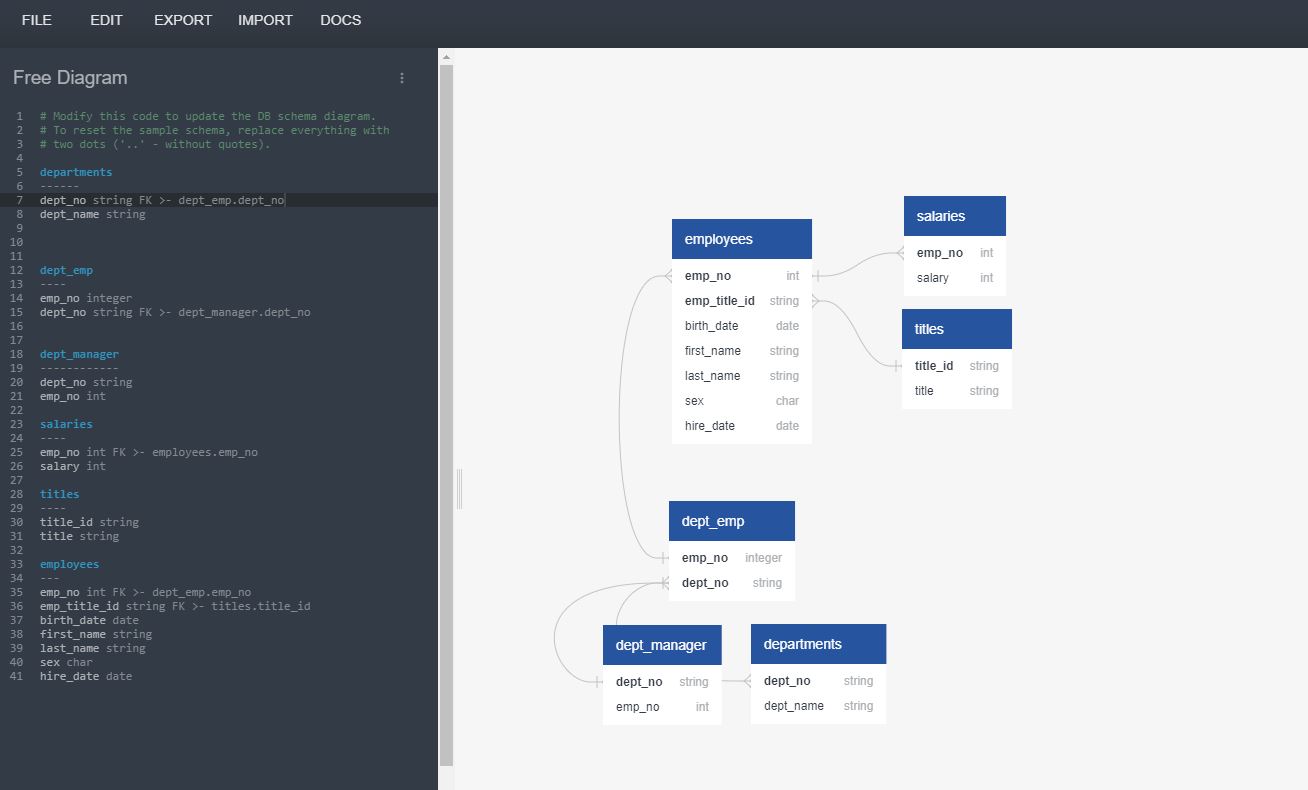 FILE EDIT EXPORT IMPORT DOCS
Free Diagram
1 # Modify this code to update the DB schema diagram.
2 # To reset the sample schema, replace everything with
3 # two dots ('..' - without quotes).
4
5 departments
6 ------
7 dept_no string FK >- dept_emp.dept_no
8 dept_name string
9
10
11
12 dept_emp
13 ----
14 emp_no integer
15 dept_no string FK >- dept_manager.dept_no
16
17
18 dept_manager
19 ------------
20 dept_no string
21 emp_no int
22
23 salaries
24 ----
25 emp_no int FK >- employees.emp_no
26 salary int
27
28 titles
29 ----
30 title_id string
31 title string
32
33 employees
34 ---
35 emp_no int FK >- dept_emp.emp_no
36 emp_title_id string FK >- titles.title_id
37 birth_date date
38 first_name string
39 last_name string
40 sex char
41 hire_date date
employees
emp_no int
emp_title_id string
birth_date date
first_name string
last_name string
sex char
hire_date date
salaries
emp_no int
salary int
titles
title_id string
title string
dept_emp
emp_no integer
dept_no string
dept_manager
dept_no string
emp_no int
departments
dept_no string
dept_name string